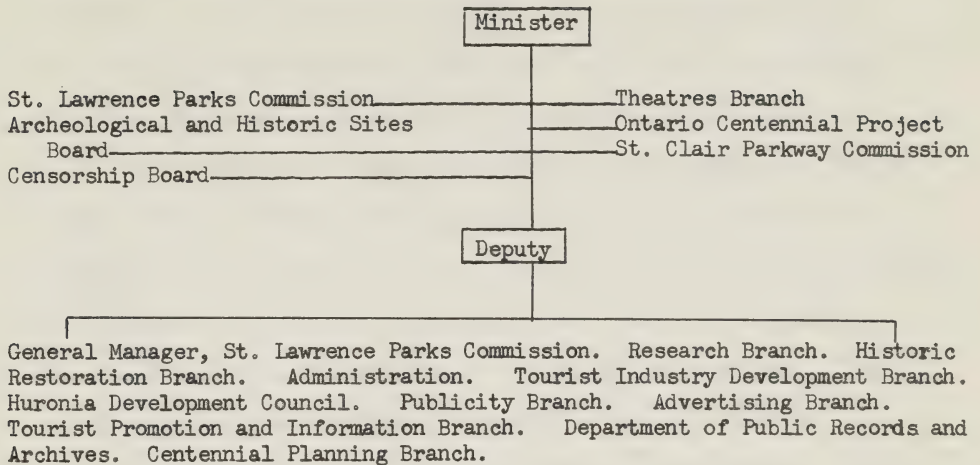 Minister
St. Lawrence Parks Commission Theatres Branch
Archeological and Historic Sites Ontario Centennial Project
Board St. Clair Parkway Commission
Censorship Board
Deputy
General Manager, St. Lawrence Parks Commission. Research Branch. Historic
Restoration Branch. Administration. Tourist Industry Development Branch.
Huronia Development Council. Publicity Branch. Advertising Branch.
Tourist Promotion and Information Branch. Department of Public Records and
Archives. Centennial Planning Branch.